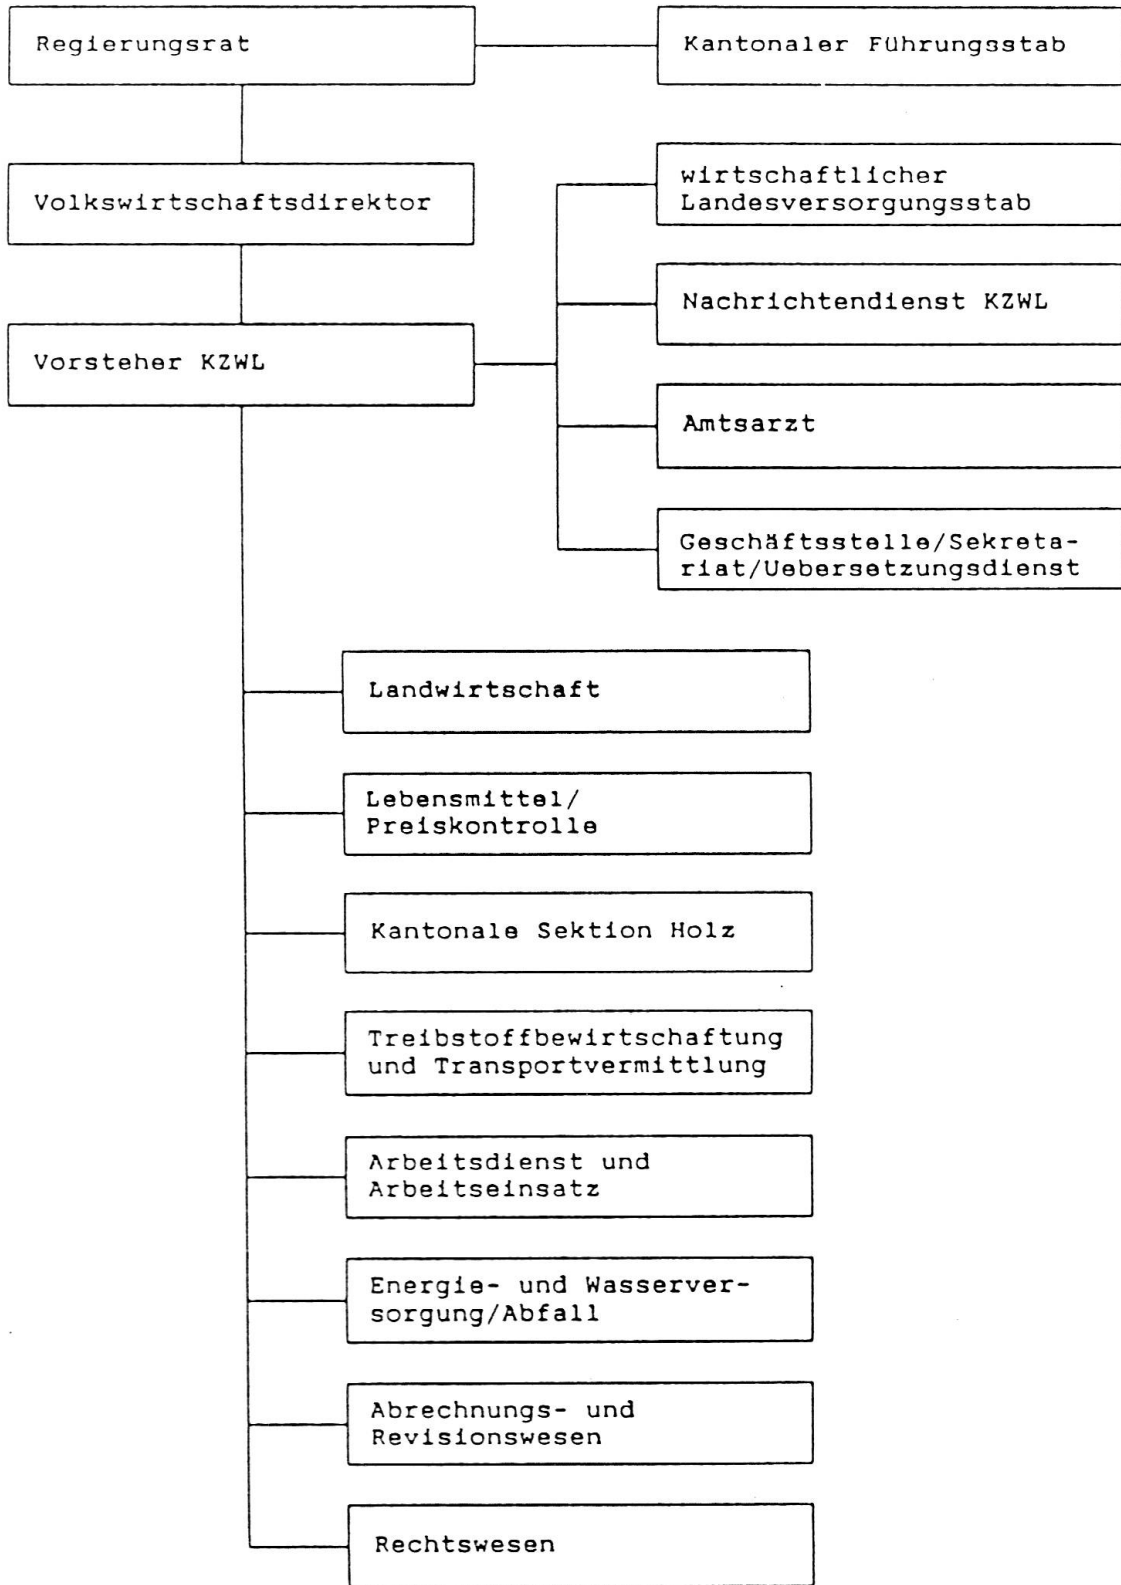 Regierungsrat
Kantonaler Führungsstab
Volkswirtschaftsdirektor
wirtschaftlicher
Landesversorgungsstab
Nachrichtendienst KZWL
Vorsteher KZWL
Amtsarzt
Geschäftsstelle/Sekreta-
riat/Uebersetzungsdienst
Landwirtschaft
Lebensmittel/
Preiskontrolle
Kantonale Sektion Holz
Treibstoffbewirtschaftung
und Transportvermittlung
Arbeitsdienst und
Arbeitseinsatz
Energie- und Wasserver-
sorgung/Abfall
Abrechnungs- und
Revisionswesen
Rechtswesen